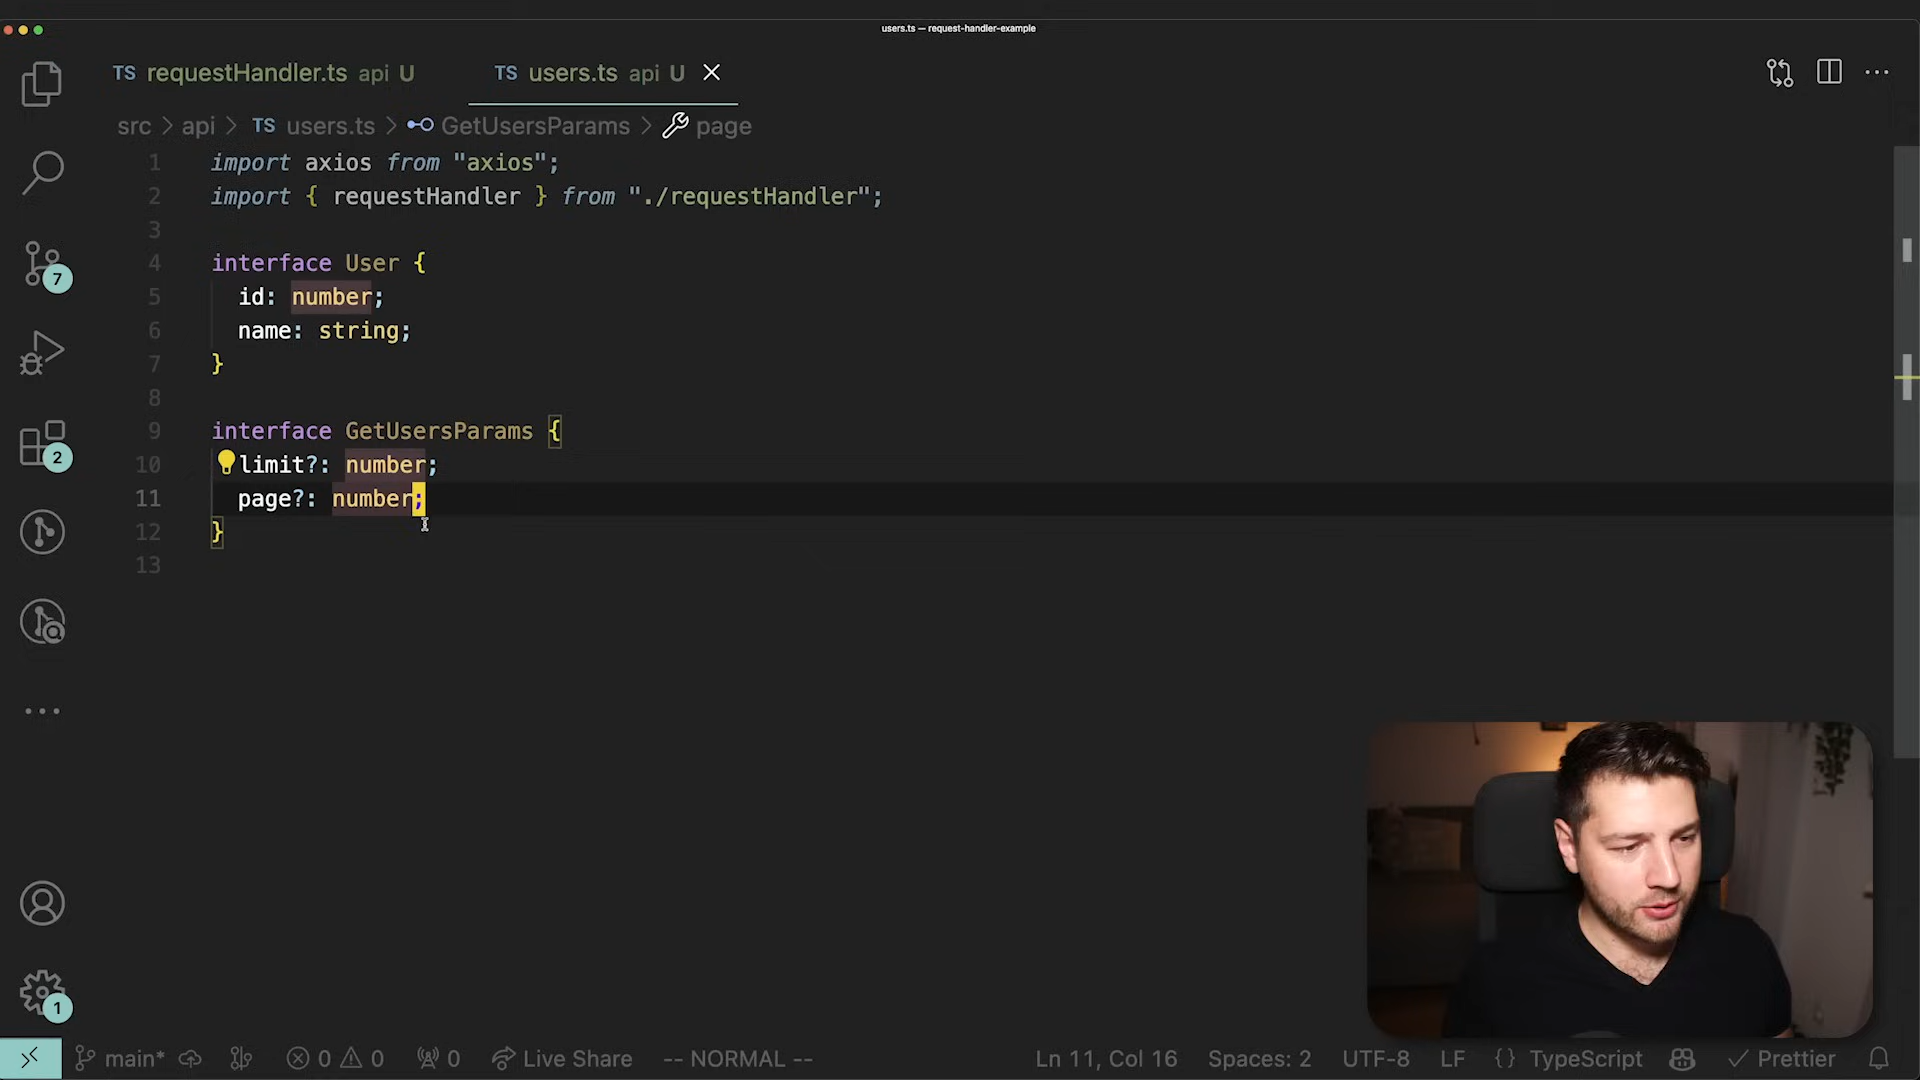 users.ts — request-handler-example
TS requestHandler.ts api U
TS users.ts api U
src > api > TS users.ts > GetUsersParams > page
1 import axios from "axios";
2 import { requestHandler } from "./requestHandler";
3
4 interface User {
5 id: number;
6 name: string;
7 }
8
9 interface GetUsersParams {
10 limit?: number;
11 page?: number;
12 }
13
7
2
1
main* 0 0 0 Live Share -- NORMAL -- Ln 11, Col 16 Spaces: 2 UTF-8 LF {} TypeScript Prettier